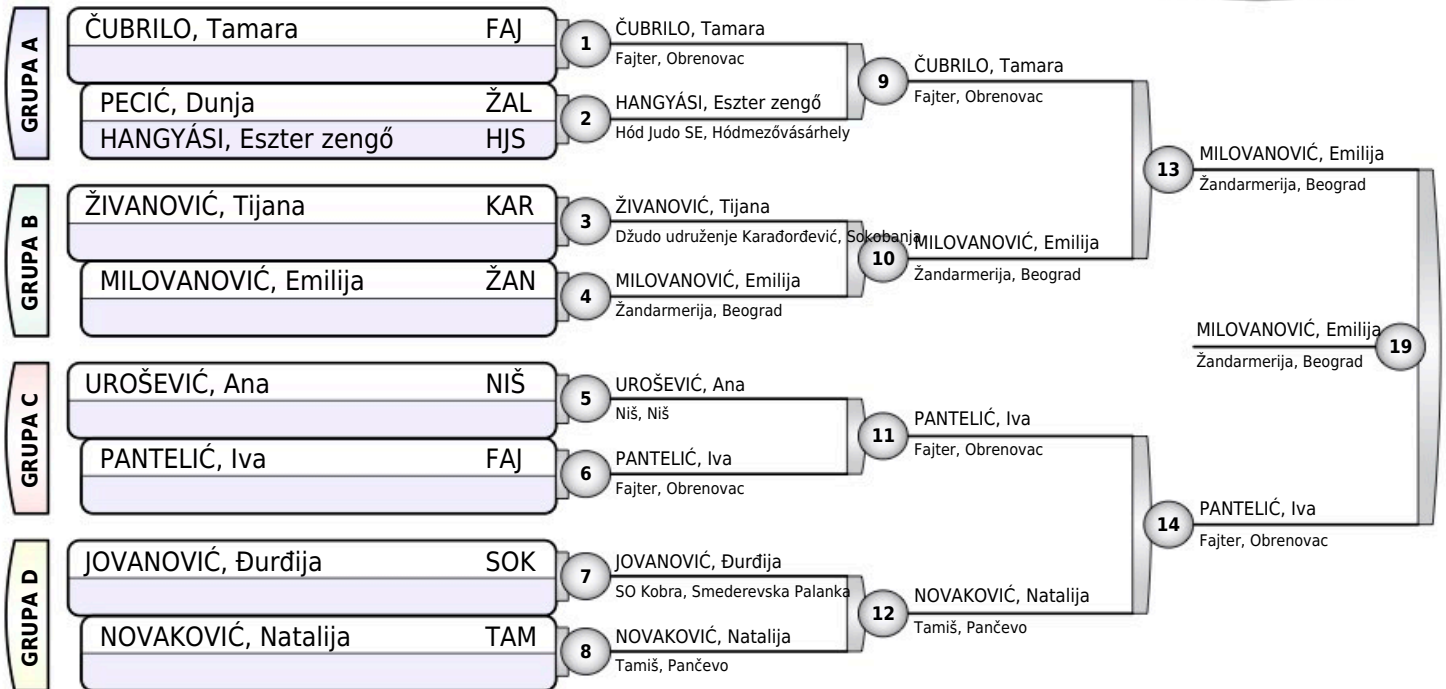 GRUPA A
ČUBRILO, Tamara FAJ
PECIĆ, Dunja ŽAL
HANGYÁSI, Eszter zengő HJS
GRUPA B
ŽIVANOVIĆ, Tijana KAR
MILOVANOVIĆ, Emilija ŽAN
GRUPA C
UROŠEVIĆ, Ana NIŠ
PANTELIĆ, Iva FAJ
GRUPA D
JOVANOVIĆ, Đurđija SOK
NOVAKOVIĆ, Natalija TAM
1
ČUBRILO, Tamara
Fajter, Obrenovac
2
HANGYÁSI, Eszter zengő
Hód Judo SE, Hódmezővásárhely
3
ŽIVANOVIĆ, Tijana
Džudo udruženje Karađorđević, Sokobanja
4
MILOVANOVIĆ, Emilija
Žandarmerija, Beograd
5
UROŠEVIĆ, Ana
Niš, Niš
6
PANTELIĆ, Iva
Fajter, Obrenovac
7
JOVANOVIĆ, Đurđija
SO Kobra, Smederevska Palanka
8
NOVAKOVIĆ, Natalija
Tamiš, Pančevo
9
ČUBRILO, Tamara
Fajter, Obrenovac
10
MILOVANOVIĆ, Emilija
Žandarmerija, Beograd
11
PANTELIĆ, Iva
Fajter, Obrenovac
12
NOVAKOVIĆ, Natalija
Tamiš, Pančevo
13
MILOVANOVIĆ, Emilija
Žandarmerija, Beograd
14
PANTELIĆ, Iva
Fajter, Obrenovac
MILOVANOVIĆ, Emilija
Žandarmerija, Beograd
19